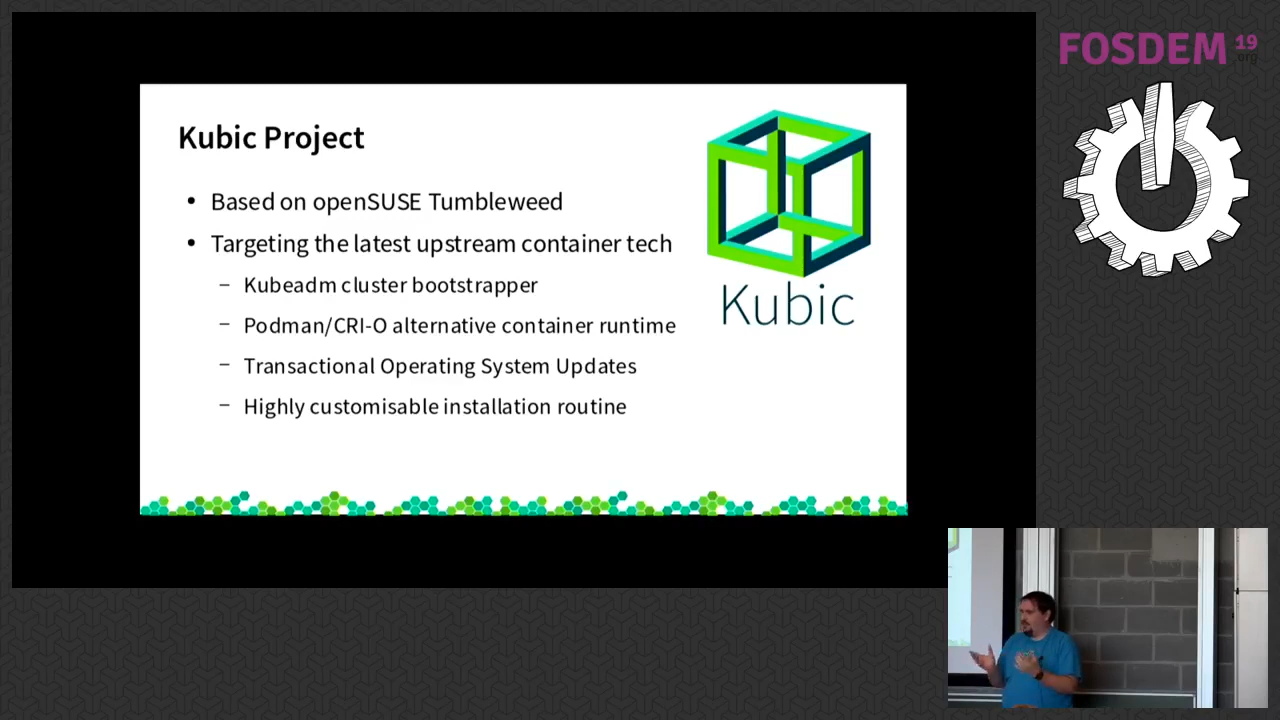 Kubic Project
• Based on openSUSE Tumbleweed
• Targeting the latest upstream container tech
– Kubeadm cluster bootstrapper
– Podman/CRI-O alternative container runtime
– Transactional Operating System Updates
– Highly customisable installation routine
Kubic
FOSDEM 19
.org